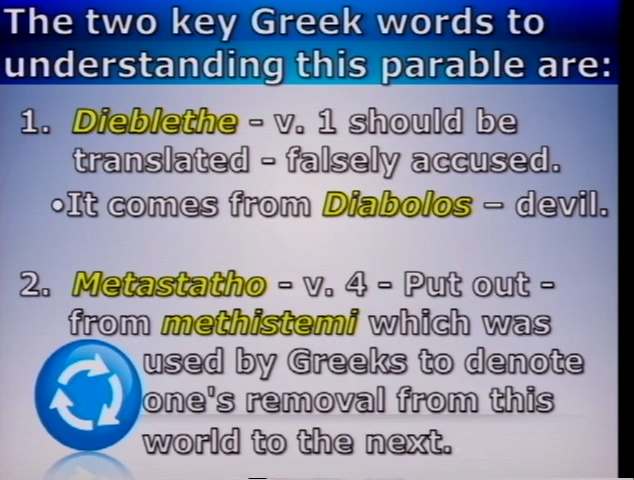 The two key Greek words to
understanding this parable are:
1. Dieblethe - v. 1 should be
translated - falsely accused.
•It comes from Diabolos – devil.
2. Metastatho - v. 4 - Put out -
from methistemi which was
used by Greeks to denote
one's removal from this
world to the next.